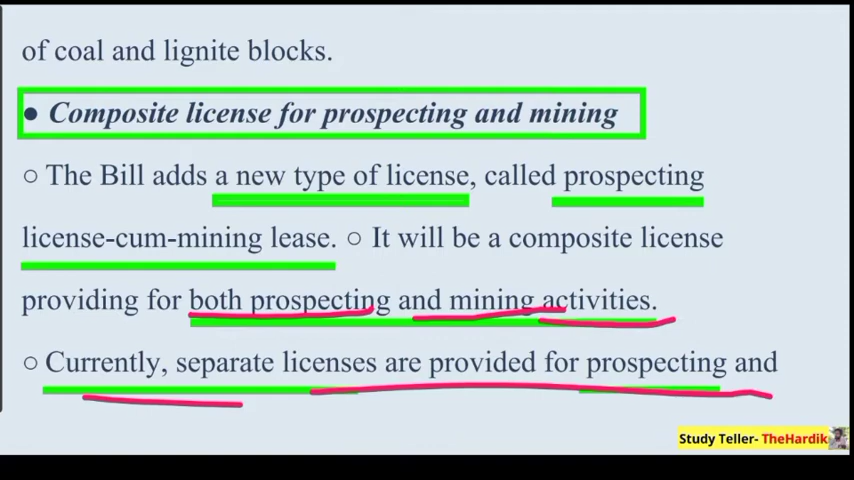 of coal and lignite blocks.
● Composite license for prospecting and mining
○ The Bill adds a new type of license, called prospecting
license-cum-mining lease. ○ It will be a composite license
providing for both prospecting and mining activities.
○ Currently, separate licenses are provided for prospecting and
Study Teller- TheHardik